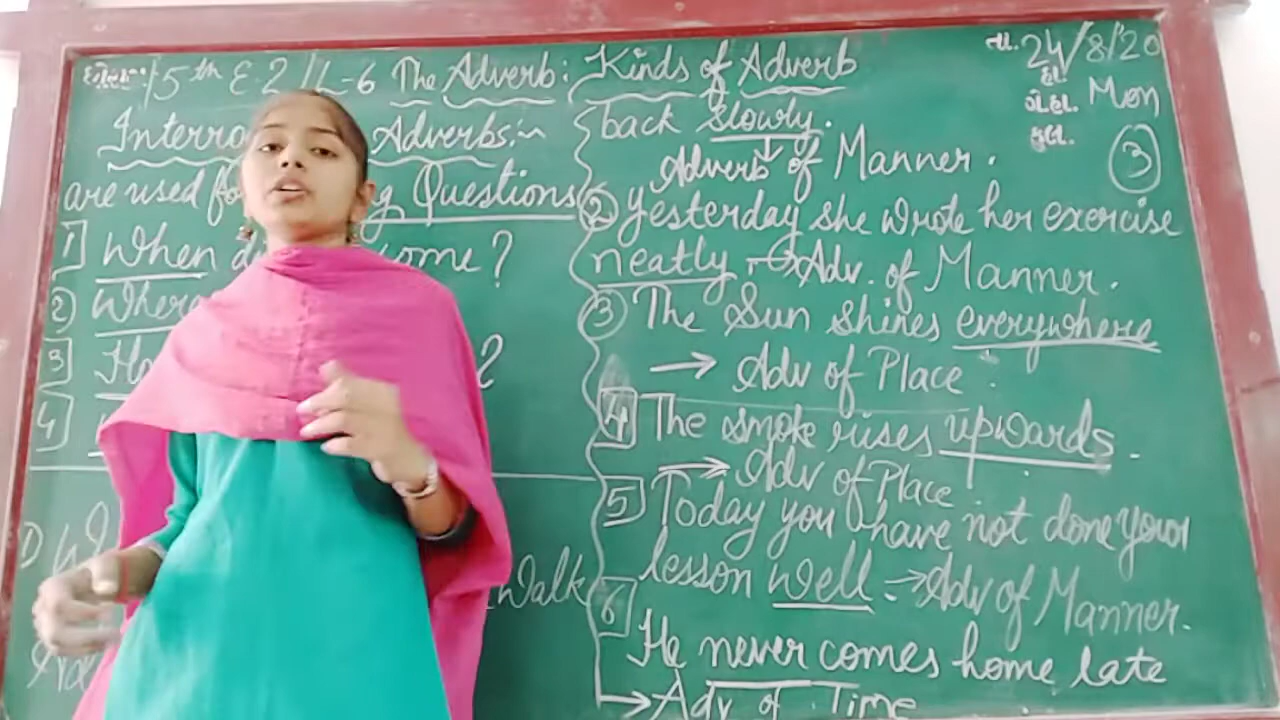 5th E.2 / L-6 The Adverb: Kinds of Adverb
તા. 24/8/20
Mon
3
Adverbs:~
are used Questions
1 When come?
2
3 ?
4
1)
Walk
back slowly.
↓
Adverb of Manner.
2 Yesterday she wrote her exercise
neatly. → Adv. of Manner.
3 The Sun shines everywhere
→ Adv of Place.
4 The smoke rises upwards.
→ Adv of Place
5 Today you have not done your
lesson well → Adv of Manner.
6
He never comes home late
→ Adv of Time